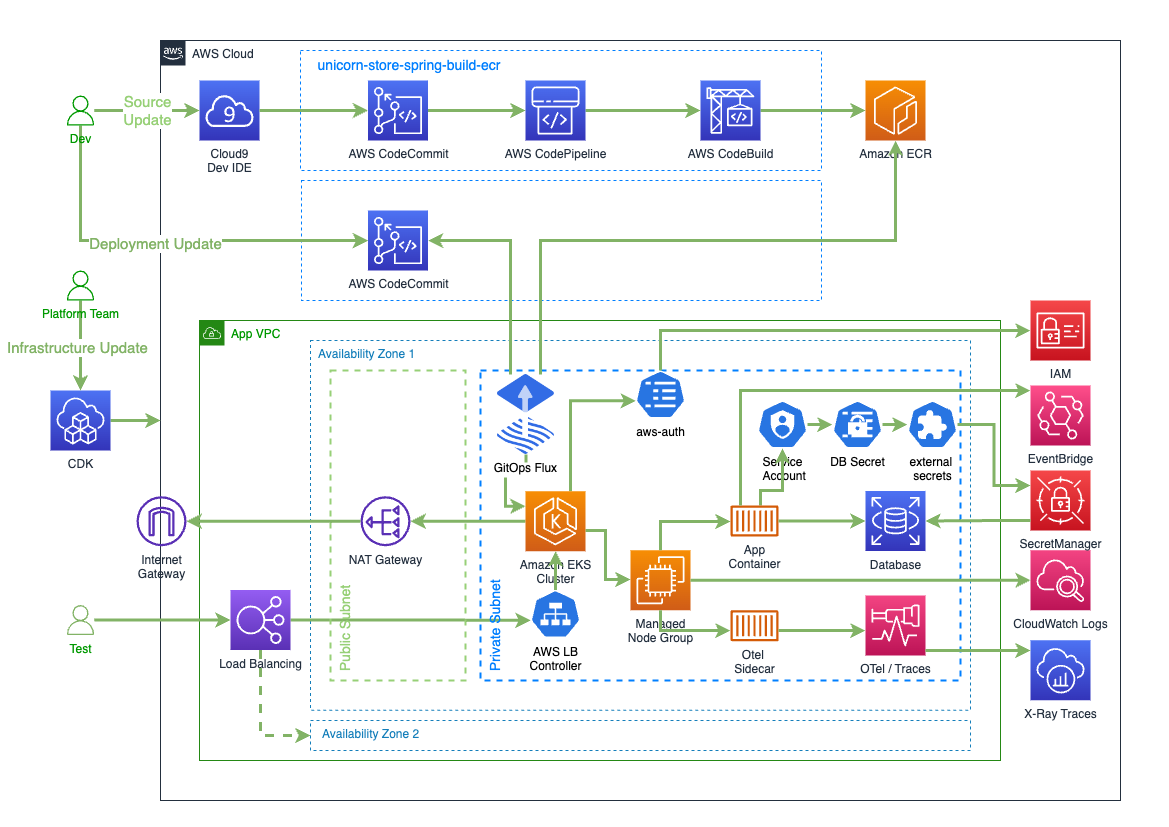 aws
AWS Cloud
unicorn-store-spring-build-ecr
Source
Update
Dev
9
Cloud9
Dev IDE
AWS CodeCommit
AWS CodePipeline
AWS CodeBuild
Amazon ECR
Deployment Update
AWS CodeCommit
Platform Team
Infrastructure Update
CDK
App VPC
Availability Zone 1
IAM
aws-auth
GitOps Flux
Service
Account
DB Secret
external
secrets
EventBridge
K
Internet
Gateway
NAT Gateway
Amazon EKS
Cluster
App
Container
Database
SecretManager
Public Subnet
Private Subnet
Managed
Node Group
CloudWatch Logs
Test
Load Balancing
AWS LB
Controller
Otel
Sidecar
OTel / Traces
X-Ray Traces
Availability Zone 2